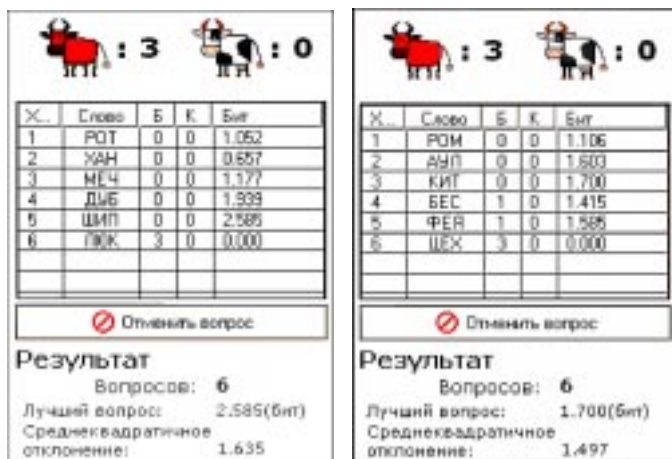 : 3 : 0
Х... Слово Б К Бит
1 РОТ 0 0 1.052
2 ХАН 0 0 0.657
3 МЕЧ 0 0 1.177
4 ДУБ 0 0 1.939
5 ШИП 0 0 2.585
6 ЛЮК 3 0 0.000
Отменить вопрос
Результат
Вопросов: 6
Лучший вопрос: 2.585(бит)
Среднеквадратичное
отклонение: 1.635
: 3 : 0
Х... Слово Б К Бит
1 РОМ 0 0 1.106
2 АУЛ 0 0 1.603
3 КИТ 0 0 1.700
4 БЕС 1 0 1.415
5 ФЕЯ 1 0 1.585
6 ЦЕХ 3 0 0.000
Отменить вопрос
Результат
Вопросов: 6
Лучший вопрос: 1.700(бит)
Среднеквадратичное
отклонение: 1.497